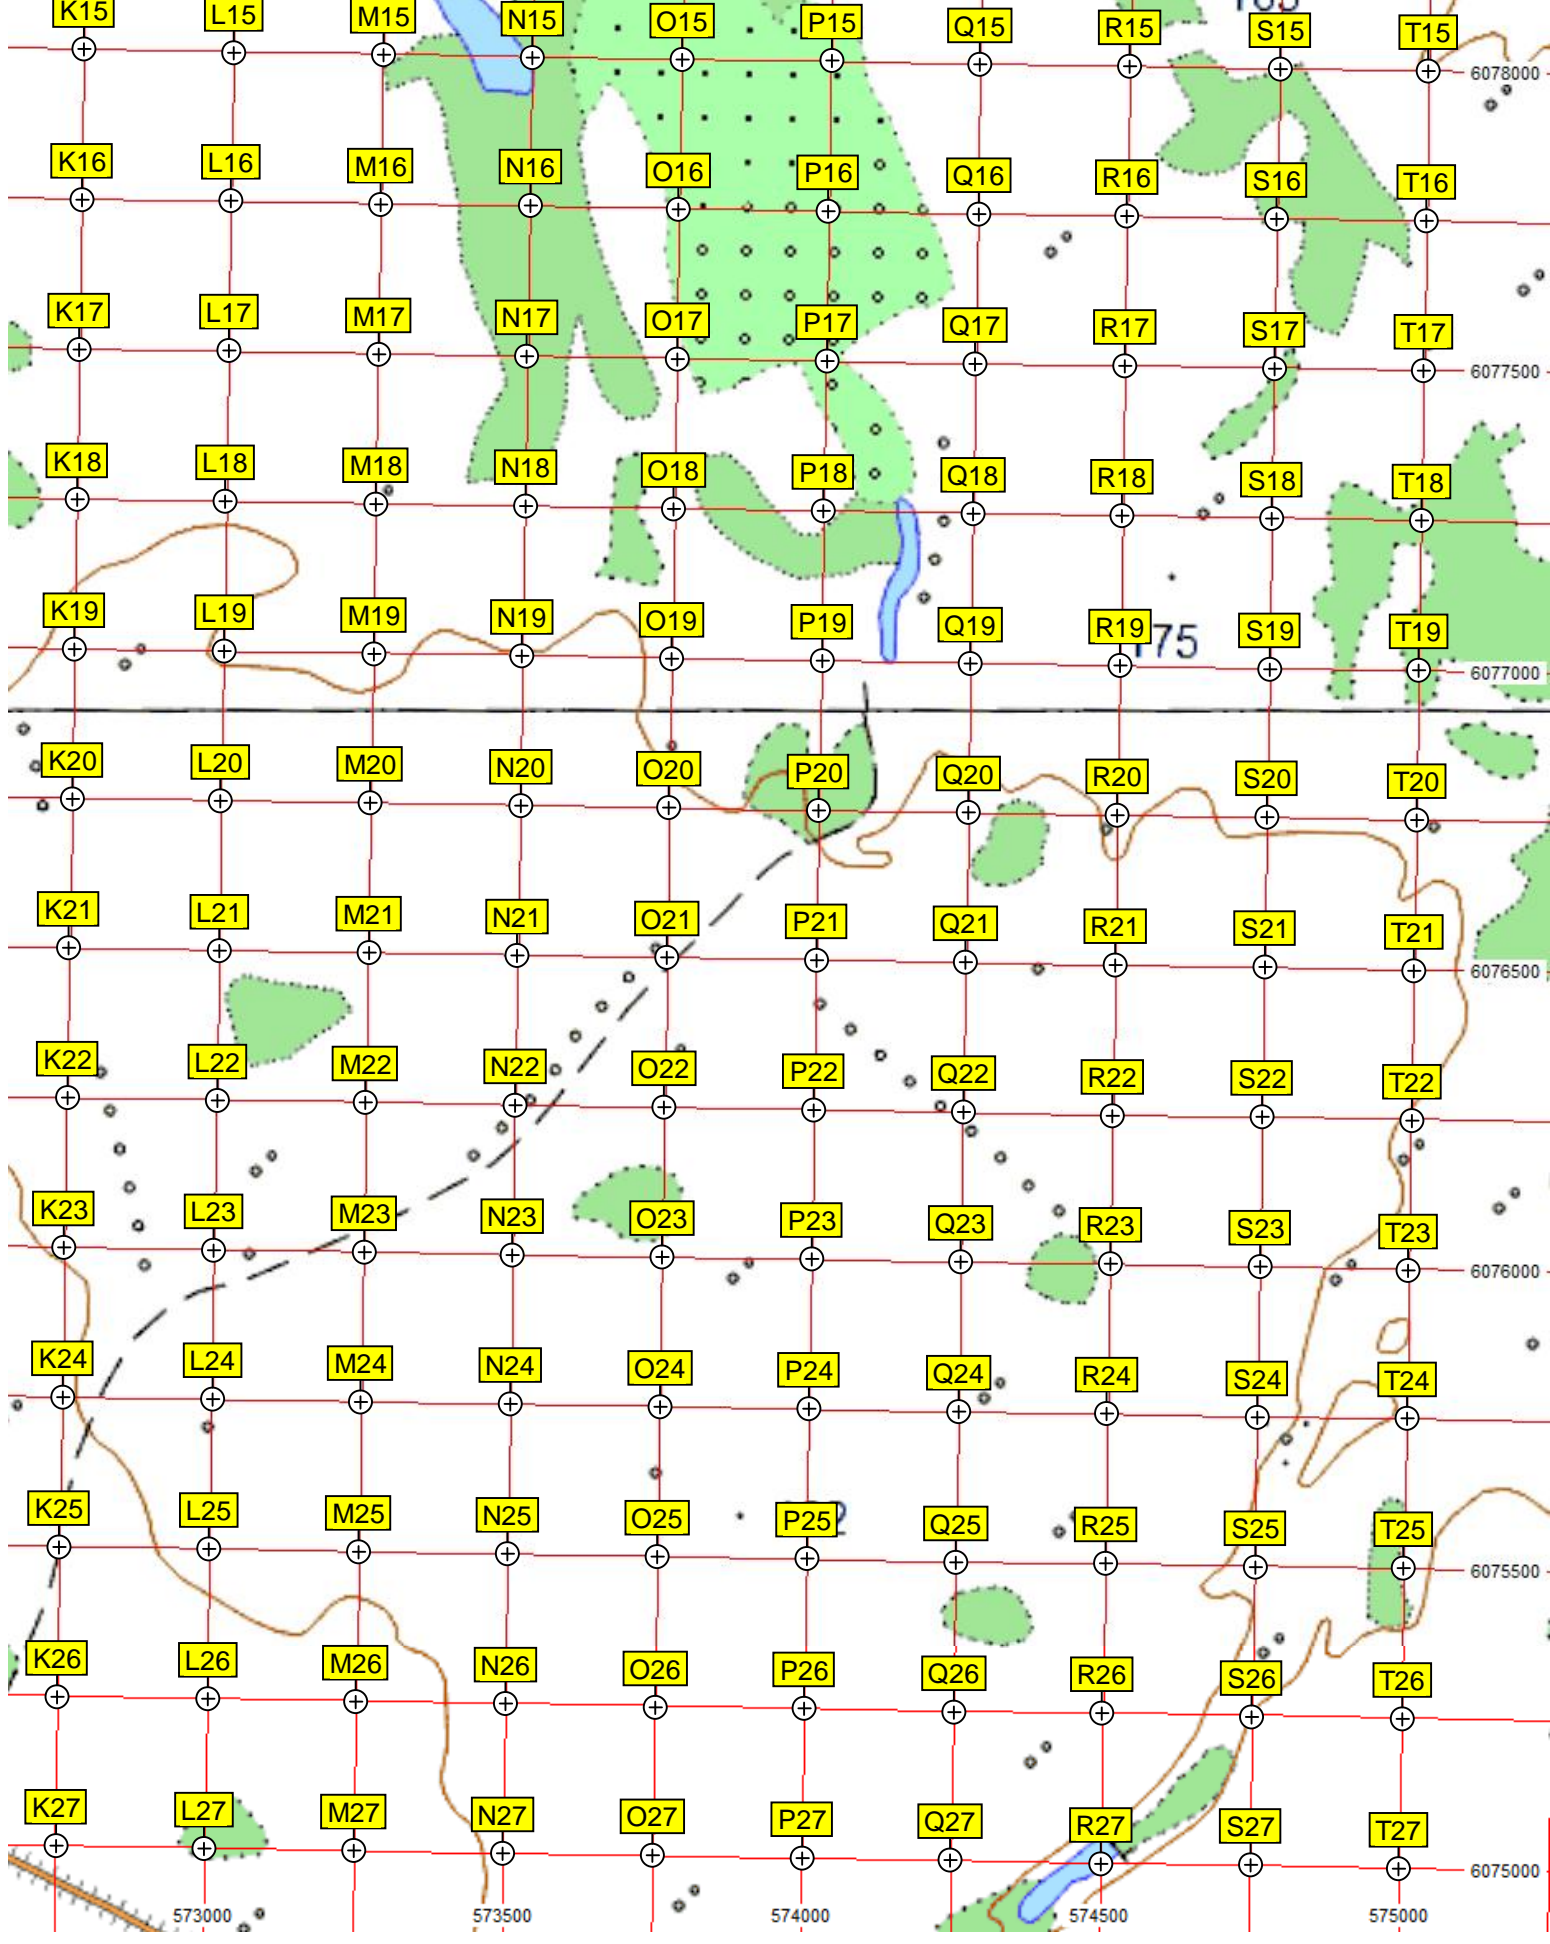 K15 L15 M15 N15 O15 P15 Q15 R15 S15 T15
6078000
K16 L16 M16 N16 O16 P16 Q16 R16 S16 T16
K17 L17 M17 N17 O17 P17 Q17 R17 S17 T17
6077500
K18 L18 M18 N18 O18 P18 Q18 R18 S18 T18
K19 L19 M19 N19 O19 P19 Q19 R19 S19 T19
175
6077000
K20 L20 M20 N20 O20 P20 Q20 R20 S20 T20
K21 L21 M21 N21 O21 P21 Q21 R21 S21 T21
6076500
K22 L22 M22 N22 O22 P22 Q22 R22 S22 T22
K23 L23 M23 N23 O23 P23 Q23 R23 S23 T23
6076000
K24 L24 M24 N24 O24 P24 Q24 R24 S24 T24
K25 L25 M25 N25 O25 P25 Q25 R25 S25 T25
6075500
K26 L26 M26 N26 O26 P26 Q26 R26 S26 T26
K27 L27 M27 N27 O27 P27 Q27 R27 S27 T27
6075000
573000 573500 574000 574500 575000